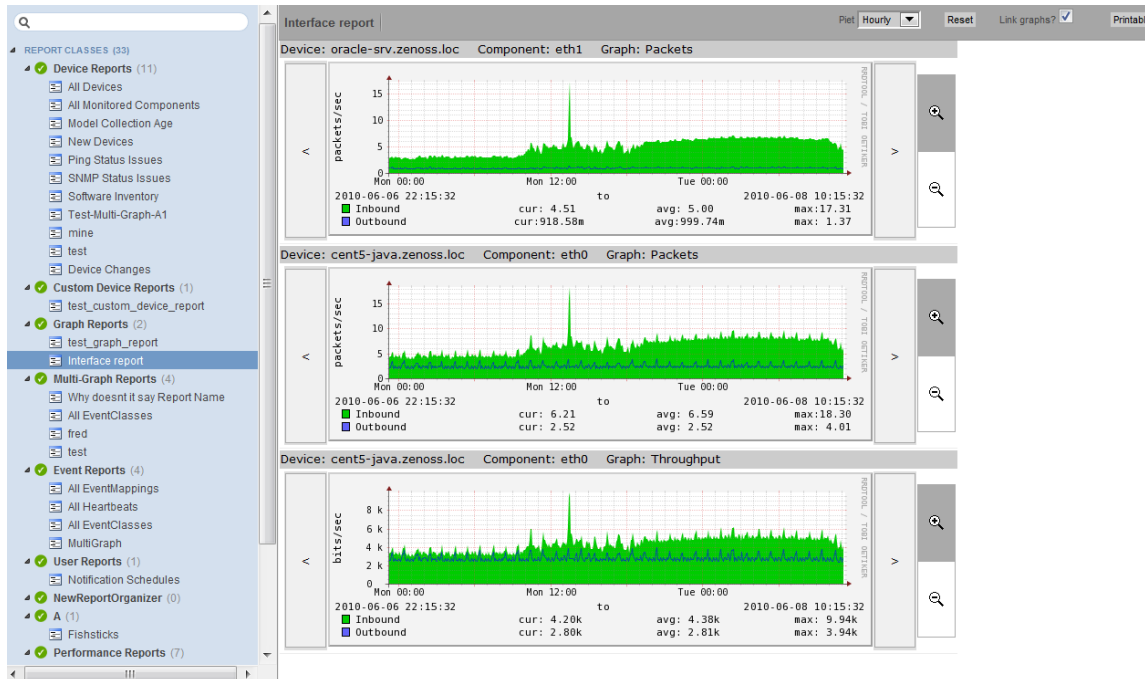 REPORT CLASSES (33)
Device Reports (11)
All Devices
All Monitored Components
Model Collection Age
New Devices
Ping Status Issues
SNMP Status Issues
Software Inventory
Test-Multi-Graph-A1
mine
test
Device Changes
Custom Device Reports (1)
test_custom_device_report
Graph Reports (2)
test_graph_report
Interface report
Multi-Graph Reports (4)
Why doesnt it say Report Name
All EventClasses
fred
test
Event Reports (4)
All EventMappings
All Heartbeats
All EventClasses
MultiGraph
User Reports (1)
Notification Schedules
NewReportOrganizer (0)
A (1)
Fishsticks
Performance Reports (7)
Interface report Piet Hourly Reset Link graphs? Printabl
Device: oracle-srv.zenoss.loc Component: eth1 Graph: Packets
<
packets/sec
15
10
5
0
Mon 00:00 Mon 12:00 Tue 00:00
2010-06-06 22:15:32 to 2010-06-08 10:15:32
Inbound cur: 4.51 avg: 5.00 max:17.31
Outbound cur:918.58m avg:999.74m max: 1.37
RRDTOOL / TOBI OETIKER
>
Device: cent5-java.zenoss.loc Component: eth0 Graph: Packets
<
packets/sec
15
10
5
0
Mon 00:00 Mon 12:00 Tue 00:00
2010-06-06 22:15:32 to 2010-06-08 10:15:32
Inbound cur: 6.21 avg: 6.59 max:18.30
Outbound cur: 2.52 avg: 2.52 max: 4.01
RRDTOOL / TOBI OETIKER
>
Device: cent5-java.zenoss.loc Component: eth0 Graph: Throughput
<
bits/sec
8 k
6 k
4 k
2 k
0
Mon 00:00 Mon 12:00 Tue 00:00
2010-06-06 22:15:32 to 2010-06-08 10:15:32
Inbound cur: 4.20k avg: 4.38k max: 9.94k
Outbound cur: 2.80k avg: 2.81k max: 3.94k
RRDTOOL / TOBI OETIKER
>